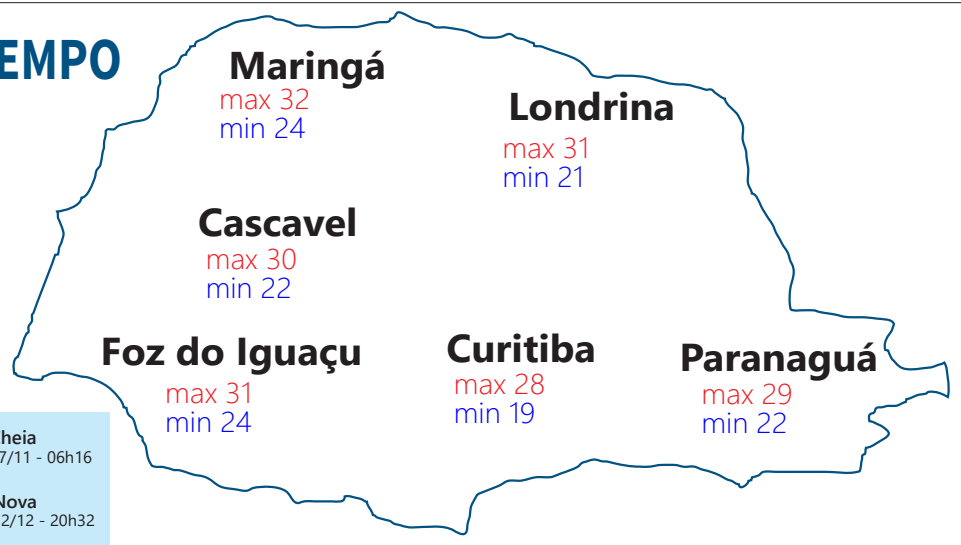 EMPO
Maringá
max 32
min 24
Londrina
max 31
min 21
Cascavel
max 30
min 22
Foz do Iguaçu
max 31
min 24
Curitiba
max 28
min 19
Paranaguá
max 29
min 22
heia
7/11 - 06h16
Nova
2/12 - 20h32